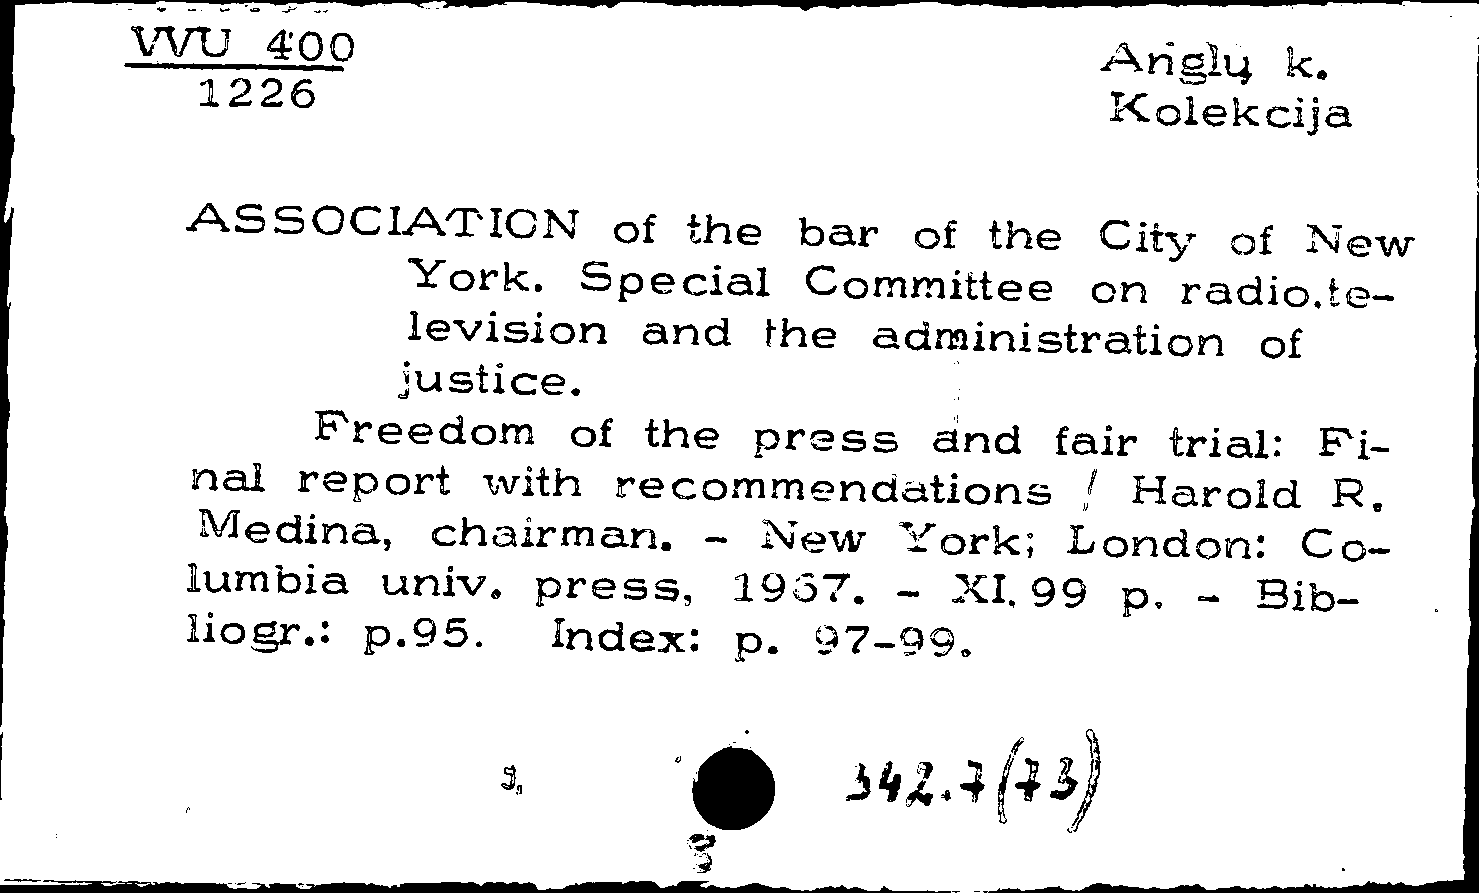 VVU 400
1226
Anglų k.
Kolekcija
ASSOCIATION of the bar of the City of New
York. Special Committee on radio.te-
levision and the administration of
justice.
Freedom of the press and fair trial: Fi-
nal report with recommendations / Harold R.
Medina, chairman. - New York; London: Co-
lumbia univ. press, 1967. - XI, 99 p. - Bib-
liogr.: p.95. Index: p. 97-99.
342.7(73)